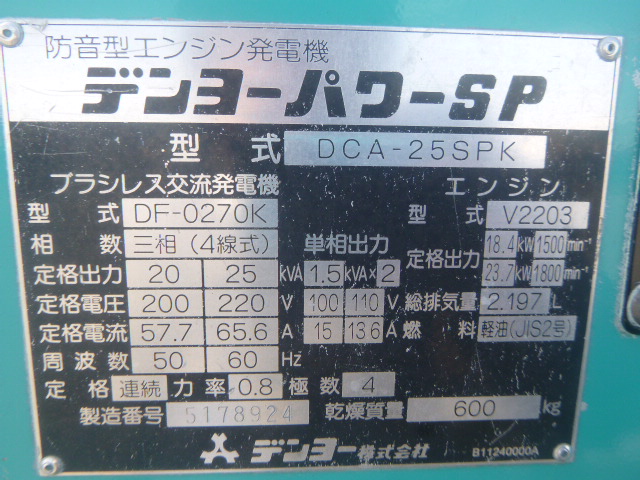 防音型エンジン発電機
デンヨーパワーSP
型式 DCA-25SPK
ブラシレス交流発電機 エンジン
型式 DF-0270K 型式 V2203
相数 三相(4線式) 単相出力 定格出力 18.4kW 1500min⁻¹
定格出力 20 25 kVA 1.5kVA×2 23.7kW 1800min⁻¹
定格電圧 200 220 V 100 110 V 総排気量 2.197 L
定格電流 57.7 65.6 A 15 13.6 A 燃料 軽油(JIS2号)
周波数 50 60 Hz
定格 連続 力率 0.8 極数 4
製造番号 5178924 乾燥質量 600 kg
デンヨー株式会社 B11240000A